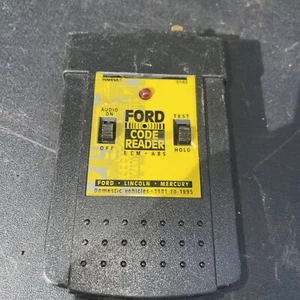 FORD
AUDIO
ON
TEST
CODE
READER
OFF
HOLD
ECM - ABS
FORD • LINCOLN • MERCURY
Domestic vehicles - 1981 to 1995